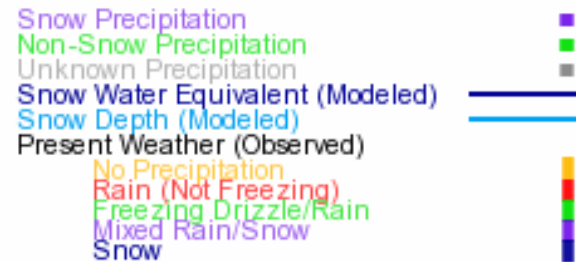 Snow Precipitation
Non-Snow Precipitation
Unknown Precipitation
Snow Water Equivalent (Modeled)
Snow Depth (Modeled)
Present Weather (Observed)
No Precipitation
Rain (Not Freezing)
Freezing Drizzle/Rain
Mixed Rain/Snow
Snow